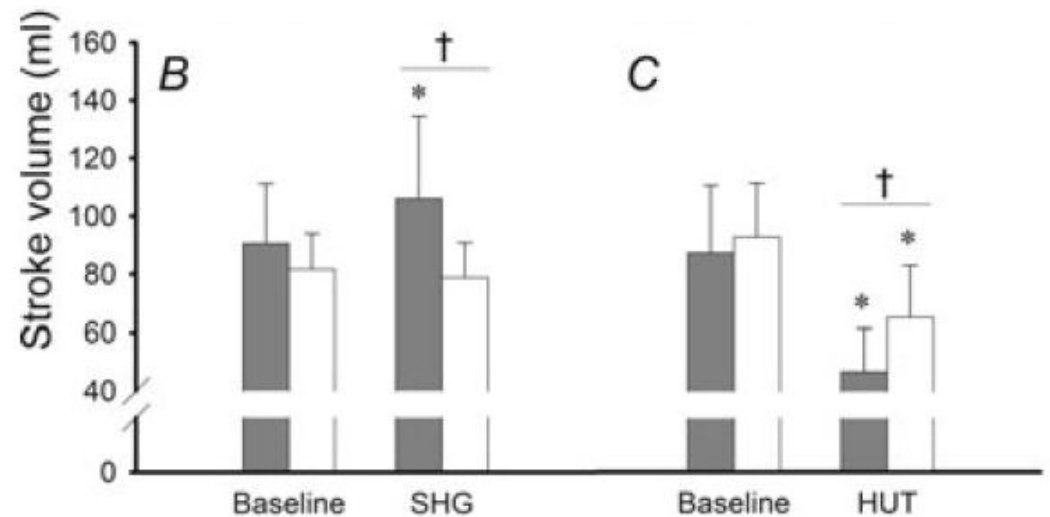 Stroke volume (ml)
160
140
120
100
80
60
40
0
B
†
*
C
†
*
*
Baseline
SHG
Baseline
HUT